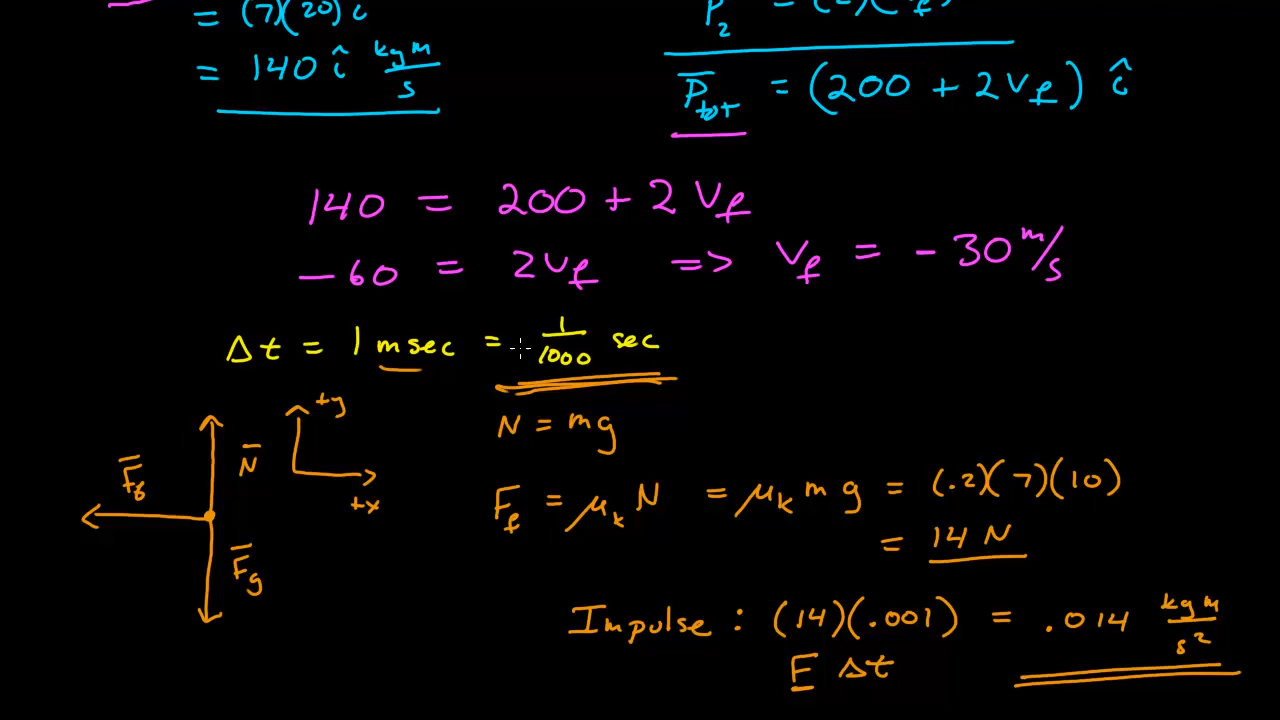 = (7)(20) î
= 140 î kg m/s
P₂
P̅tot = (200 + 2Vf) î
140 = 200 + 2Vf
-60 = 2Vf => Vf = -30 m/s
Δt = 1 msec = 1/1000 sec
+y
+x
N̅
F̅f
F̅g
N = mg
Ff = μk N = μk m g = (.2)(7)(10)
= 14 N
Impulse : (14)(.001) = .014 kg m/s²
F Δt